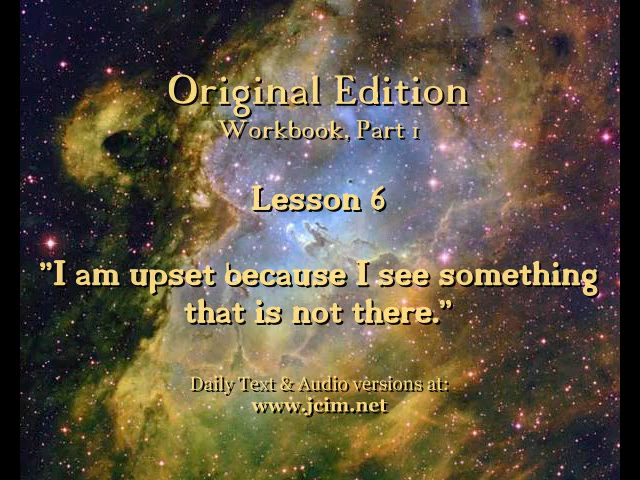 Original Edition
Workbook, Part 1
Lesson 6
"I am upset because I see something
that is not there."
Daily Text & Audio versions at:
www.jcim.net